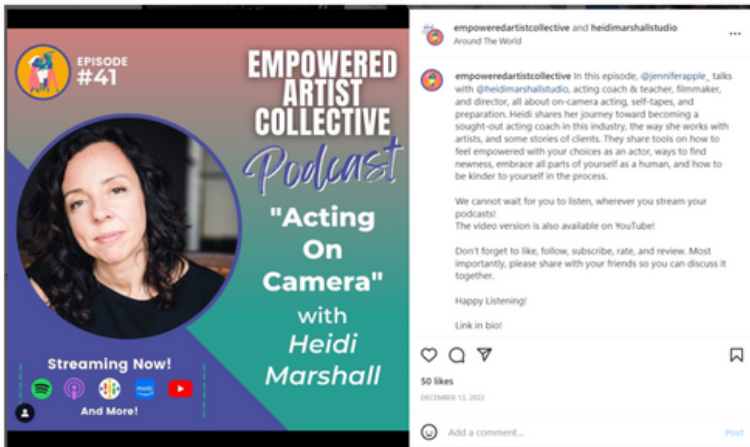 EPISODE
#41
EMPOWERED
ARTIST
COLLECTIVE
Podcast
"Acting
On
Camera"
with
Heidi
Marshall
Streaming Now!
music
And More!
empoweredartistcollective and heidimarshallstudio
Around The World
empoweredartistcollective In this episode, @jenniferapple_ talks
with @heidimarshallstudio, acting coach & teacher, filmmaker,
and director, all about on-camera acting, self-tapes, and
preparation. Heidi shares her journey toward becoming a
sought-out acting coach in this industry, the way she works with
artists, and some stories of clients. They share tools on how to
feel empowered with your choices as an actor, ways to find
newness, embrace all parts of yourself as a human, and how to
be kinder to yourself in the process.
We cannot wait for you to listen, wherever you stream your
podcasts!
The video version is also available on YouTube!
Don't forget to like, follow, subscribe, rate, and review. Most
importantly, please share with your friends so you can discuss it
together.
Happy Listening!
Link in bio!
50 likes
DECEMBER 13, 2022
Add a comment...
Post